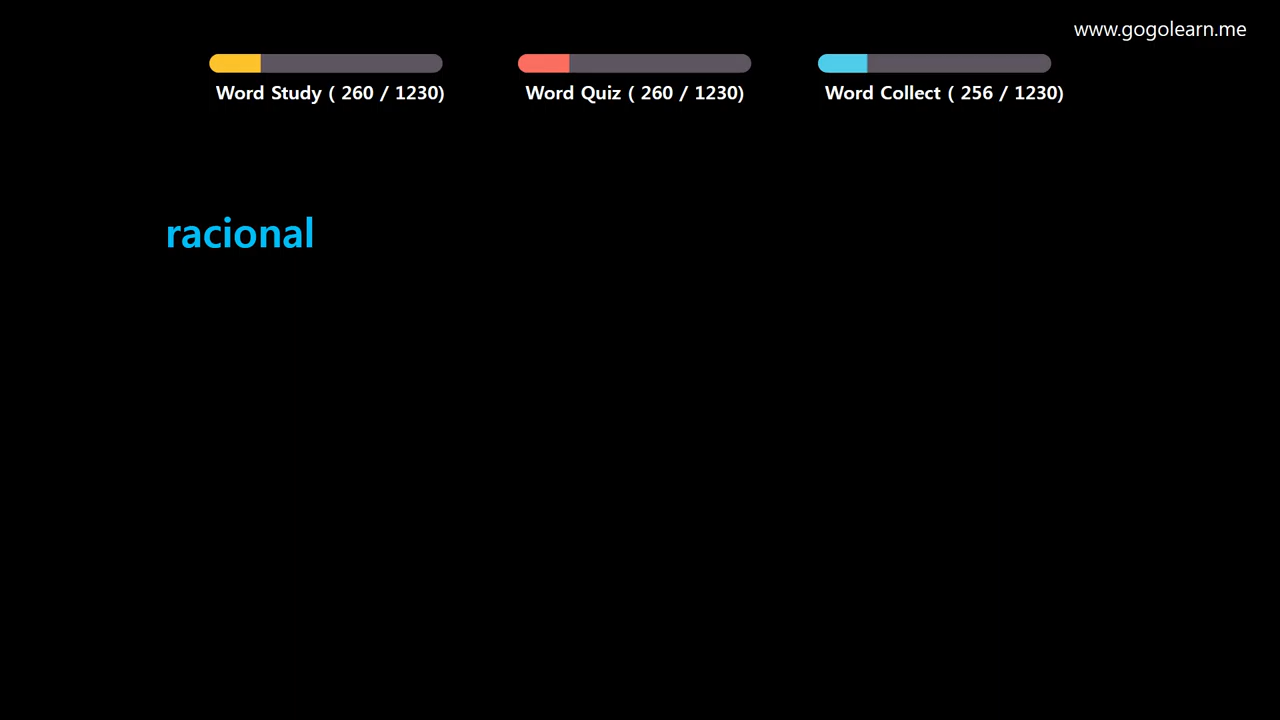 www.gogolearn.me
Word Study ( 260 / 1230)
Word Quiz ( 260 / 1230)
Word Collect ( 256 / 1230)
racional